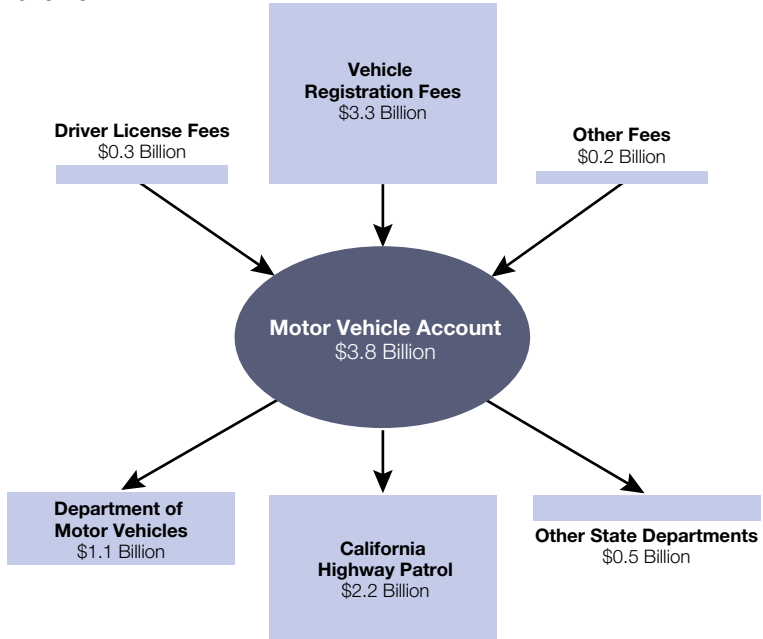 Vehicle
Registration Fees
$3.3 Billion
Driver License Fees
$0.3 Billion
Other Fees
$0.2 Billion
Motor Vehicle Account
$3.8 Billion
Department of
Motor Vehicles
$1.1 Billion
California
Highway Patrol
$2.2 Billion
Other State Departments
$0.5 Billion